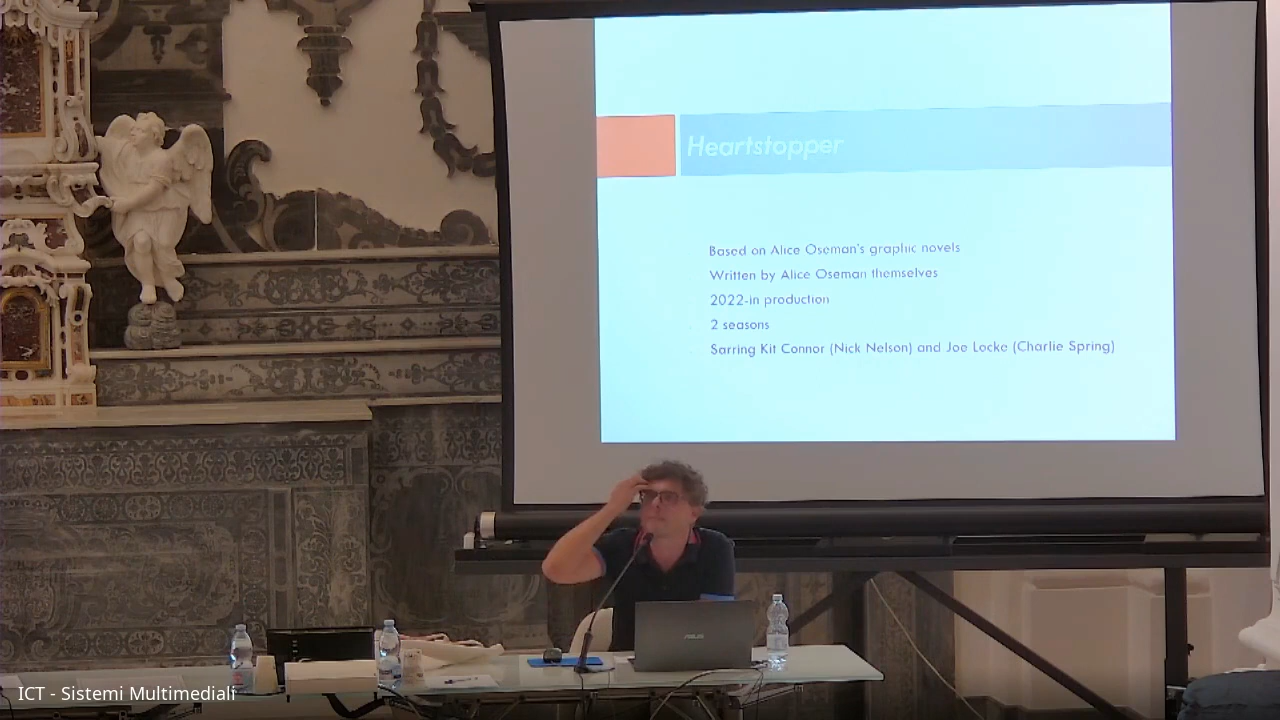 Heartstopper
Based on Alice Oseman's graphic novels
Written by Alice Oseman themselves
2022-in production
2 seasons
Sarring Kit Connor (Nick Nelson) and Joe Locke (Charlie Spring)
ASUS
ICT - Sistemi Multimediali